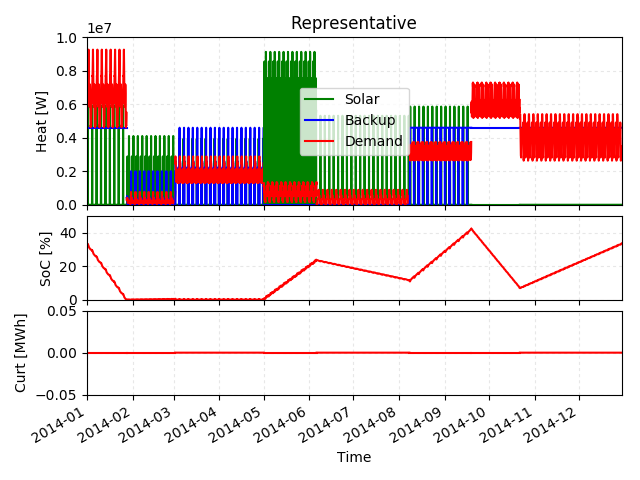 Representative
1e7
1.0
0.8
0.6
0.4
0.2
0.0
Heat [W]
Solar
Backup
Demand
40
20
0
SoC [%]
0.05
0.00
−0.05
Curt [MWh]
2014-01
2014-02
2014-03
2014-04
2014-05
2014-06
2014-07
2014-08
2014-09
2014-10
2014-11
2014-12
Time